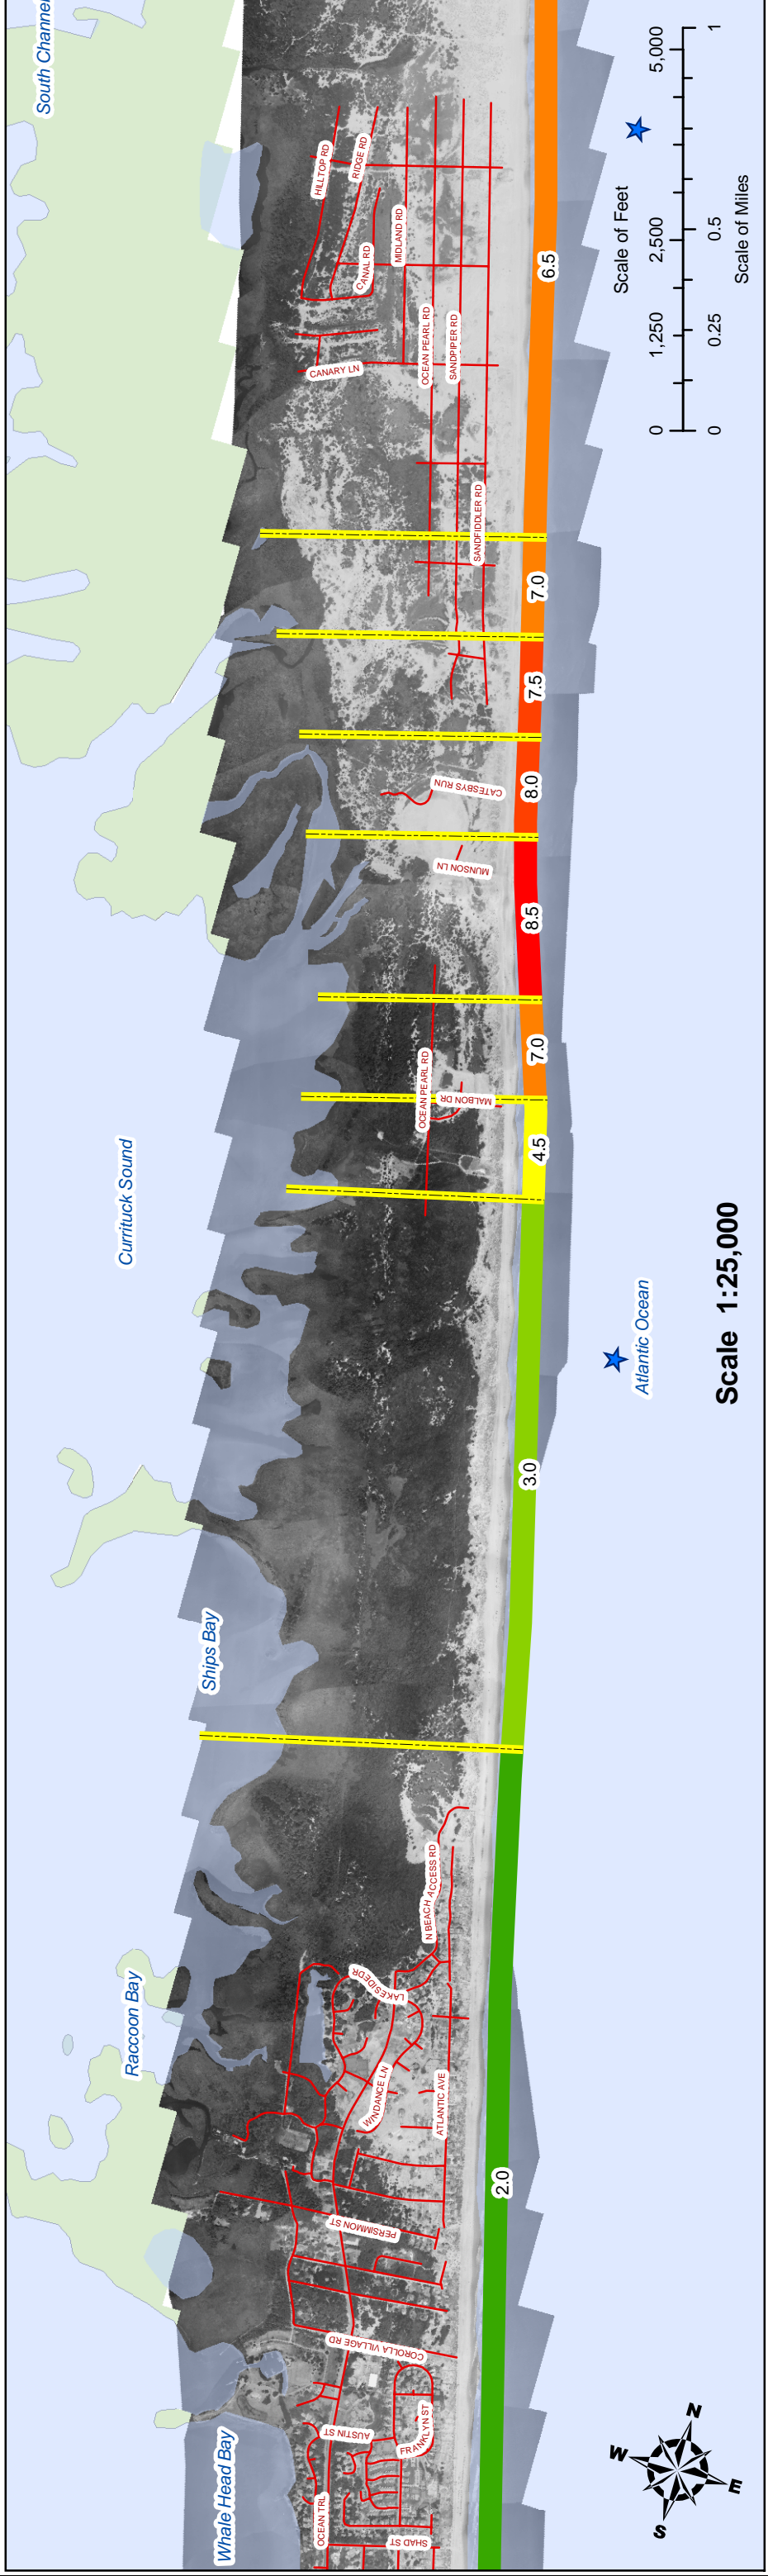 South Channel
HILLTOP RD
RIDGE RD
CANAL RD
MIDLAND RD
OCEAN PEARL RD
SANDPIPER RD
CANARY LN
SANDFIDDLER RD
6.5
Scale of Feet
0 1,250 2,500 5,000
0 0.25 0.5 1
Scale of Miles
7.0
7.5
8.0
CATESBYS RUN
MUNSON LN
8.5
7.0
OCEAN PEARL RD
MALBON DR
4.5
Currituck Sound
Scale 1:25,000
Atlantic Ocean
3.0
Ships Bay
N BEACH ACCESS RD
LAKESIDE DR
Raccoon Bay
WINDANCE LN
ATLANTIC AVE
2.0
PERSIMMON ST
COROLLA VILLAGE RD
AUSTIN ST
FRANKLYN ST
Whale Head Bay
OCEAN TRL
SHAD ST
N
W
E
S